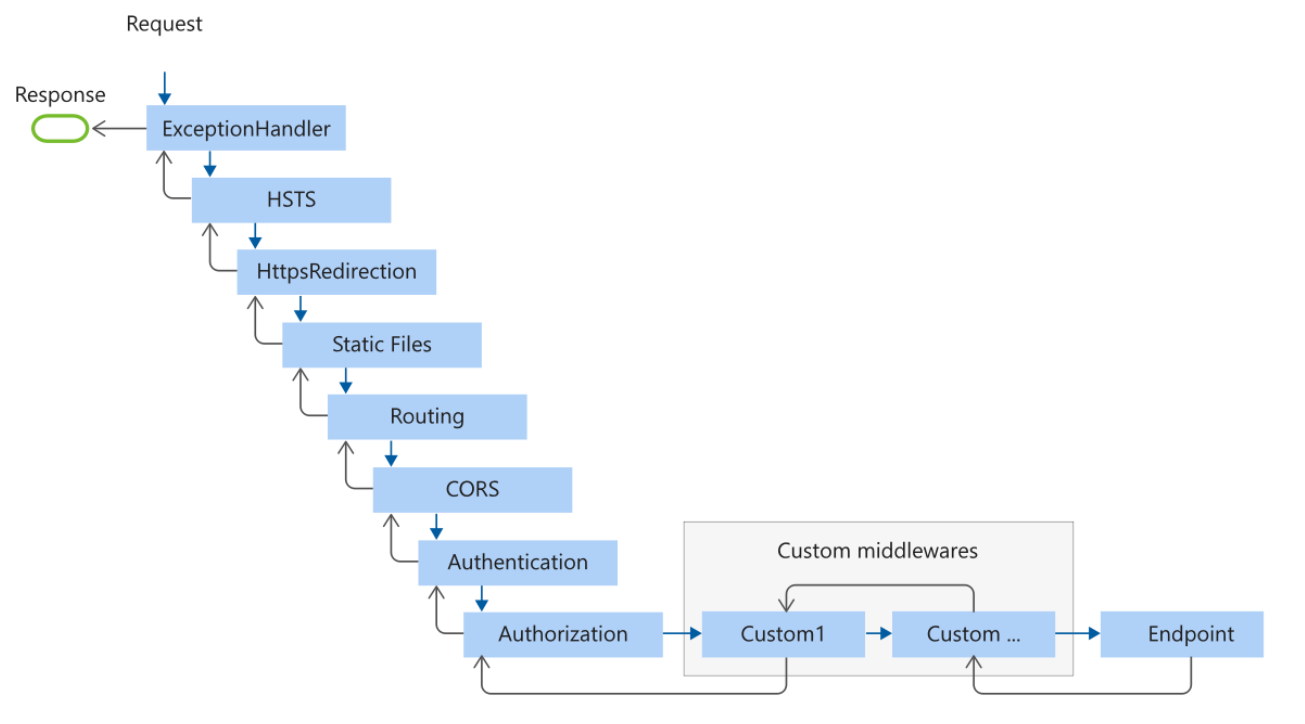 Request
Response
ExceptionHandler
HSTS
HttpsRedirection
Static Files
Routing
CORS
Authentication
Custom middlewares
Authorization
Custom1
Custom ...
Endpoint